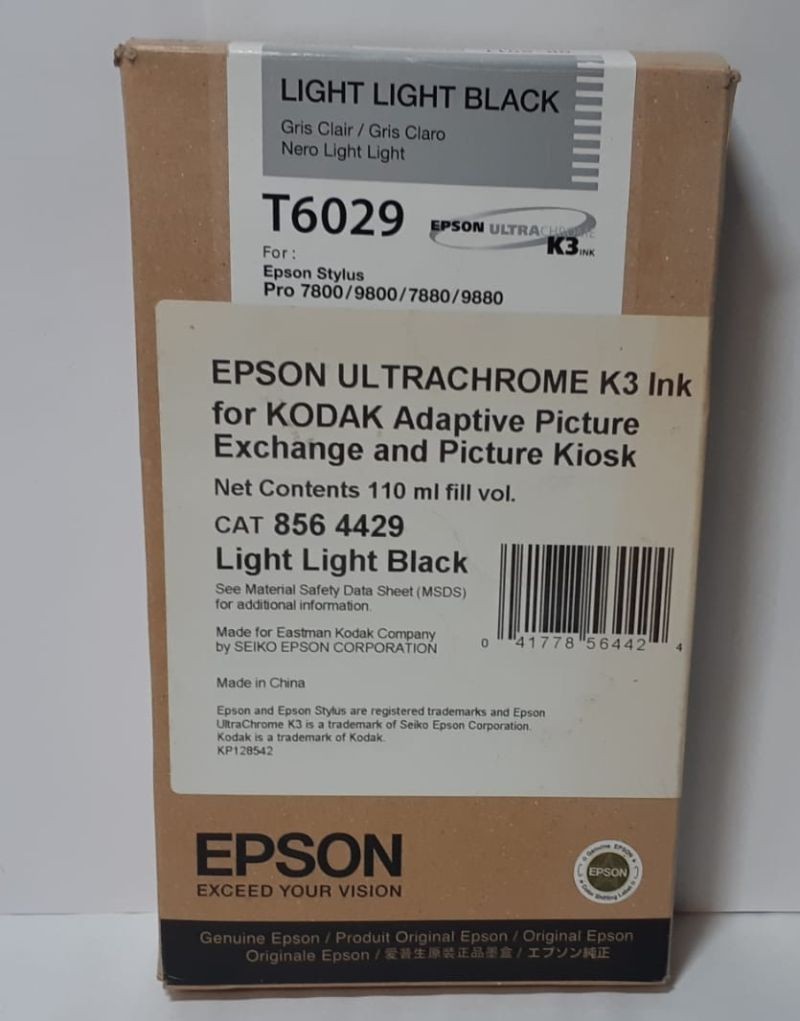 LIGHT LIGHT BLACK
Gris Clair / Gris Claro
Nero Light Light
T6029
EPSON ULTRACHROME
K3 INK
For :
Epson Stylus
Pro 7800/9800/7880/9880
EPSON ULTRACHROME K3 Ink
for KODAK Adaptive Picture
Exchange and Picture Kiosk
Net Contents 110 ml fill vol.
CAT 856 4429
Light Light Black
See Material Safety Data Sheet (MSDS)
for additional information.
Made for Eastman Kodak Company
by SEIKO EPSON CORPORATION
0 41778 56442 4
Made in China
Epson and Epson Stylus are registered trademarks and Epson
UltraChrome K3 is a trademark of Seiko Epson Corporation.
Kodak is a trademark of Kodak.
KP128542
EPSON
EXCEED YOUR VISION
Genuine EPSON
EPSON
Genuine Epson / Produit Original Epson / Original Epson
Originale Epson / 爱普生原装正品墨盒 / エプソン純正